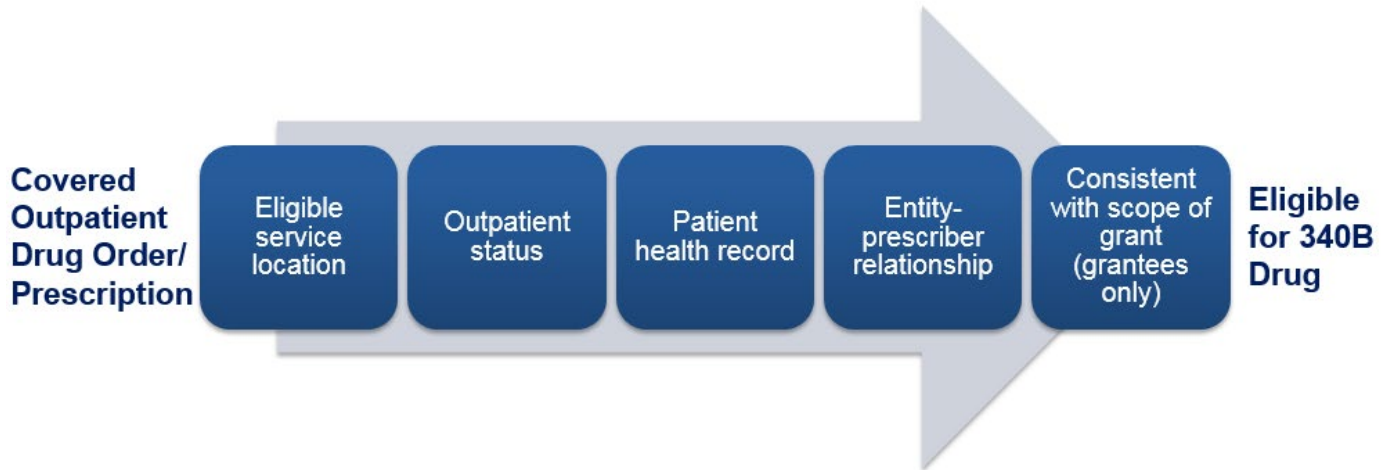 Covered
Outpatient
Drug Order/
Prescription
Eligible
service
location
Outpatient
status
Patient
health record
Entity-
prescriber
relationship
Consistent
with scope of
grant
(grantees
only)
Eligible
for 340B
Drug